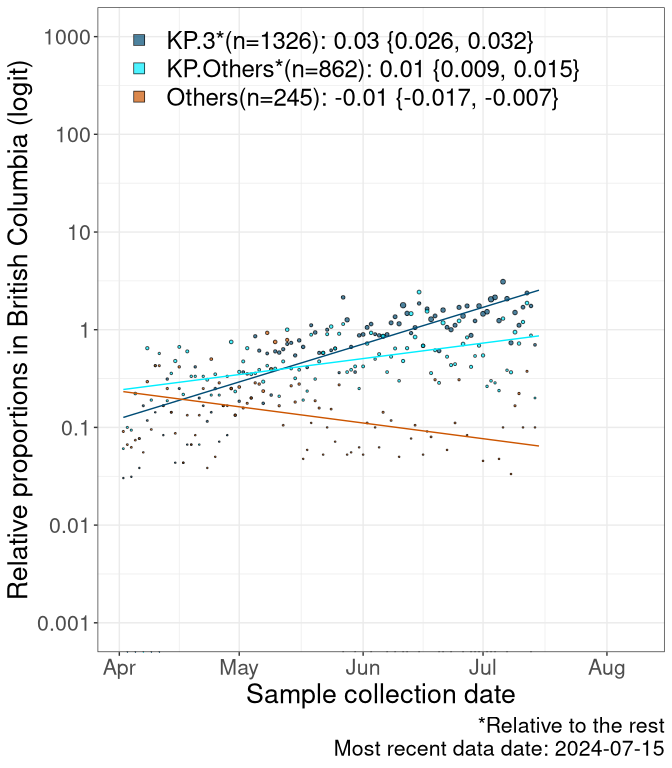 KP.3*(n=1326): 0.03 {0.026, 0.032}
KP.Others*(n=862): 0.01 {0.009, 0.015}
Others(n=245): -0.01 {-0.017, -0.007}
Relative proportions in British Columbia (logit)
1000
100
10
1
0.1
0.01
0.001
Apr May Jun Jul Aug
Sample collection date
*Relative to the rest
Most recent data date: 2024-07-15